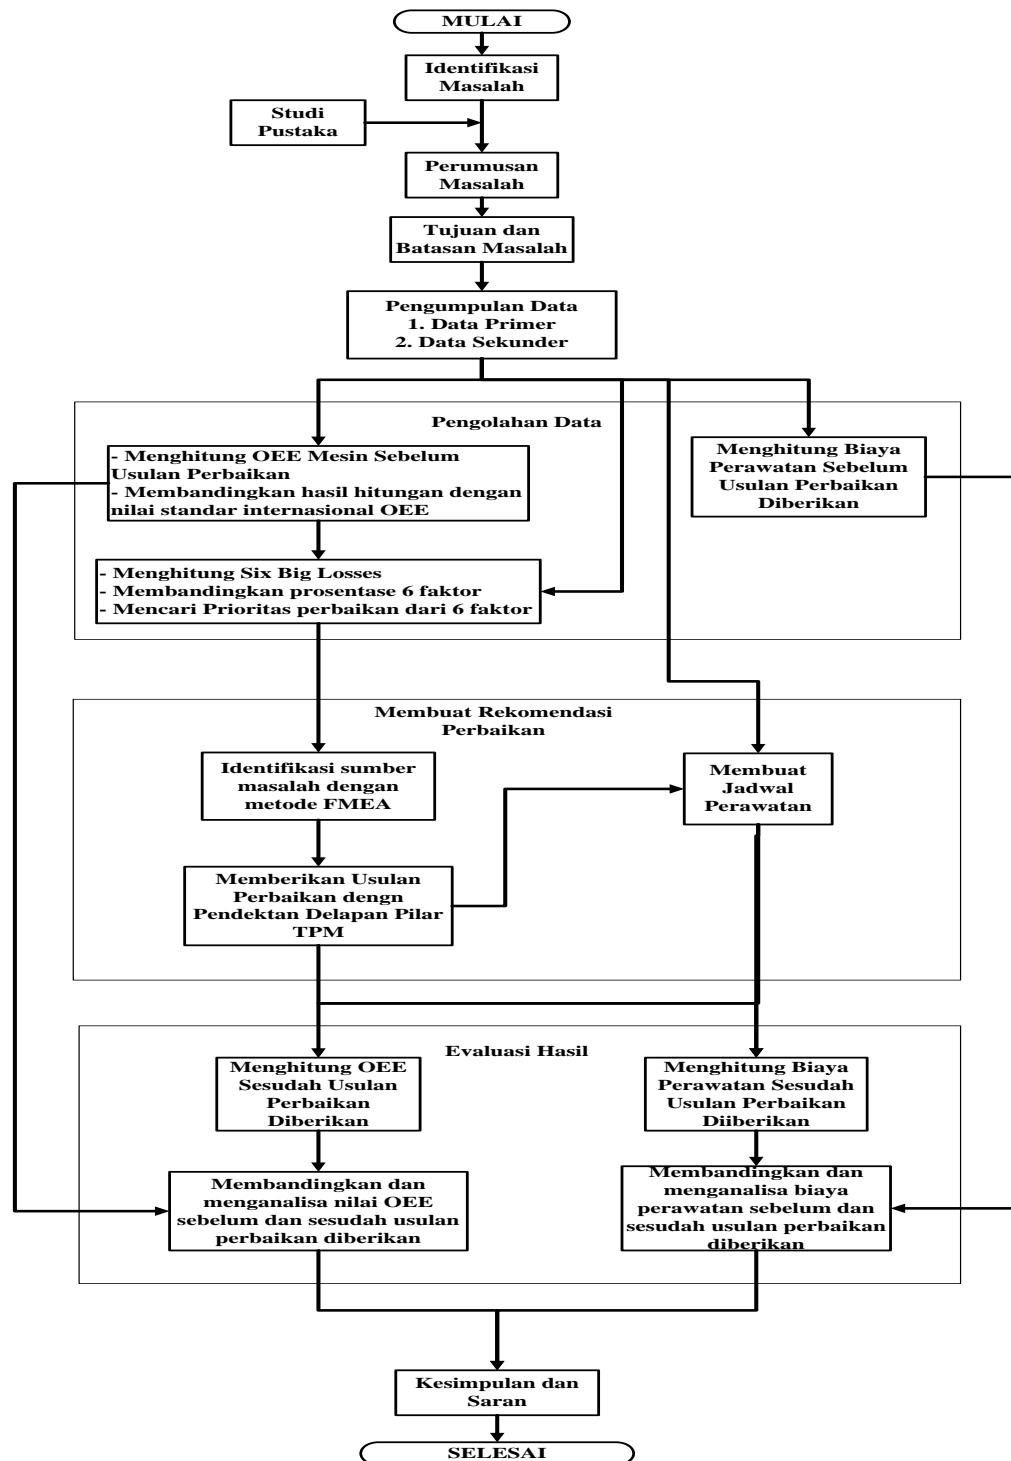 MULAI
Identifikasi
Masalah
Studi
Pustaka
Perumusan
Masalah
Tujuan dan
Batasan Masalah
Pengumpulan Data
1. Data Primer
2. Data Sekunder
Pengolahan Data
- Menghitung OEE Mesin Sebelum
Usulan Perbaikan
- Membandingkan hasil hitungan dengan
nilai standar internasional OEE
Menghitung Biaya
Perawatan Sebelum
Usulan Perbaikan
Diberikan
- Menghitung Six Big Losses
- Membandingkan prosentase 6 faktor
- Mencari Prioritas perbaikan dari 6 faktor
Membuat Rekomendasi
Perbaikan
Identifikasi sumber
masalah dengan
metode FMEA
Membuat
Jadwal
Perawatan
Memberikan Usulan
Perbaikan dengn
Pendektan Delapan Pilar
TPM
Evaluasi Hasil
Menghitung OEE
Sesudah Usulan
Perbaikan
Diberikan
Menghitung Biaya
Perawatan Sesudah
Usulan Perbaikan
Diiberikan
Membandingkan dan
menganalisa nilai OEE
sebelum dan sesudah usulan
perbaikan diberikan
Membandingkan dan
menganalisa biaya
perawatan sebelum dan
sesudah usulan perbaikan
diberikan
Kesimpulan dan
Saran
SELESAI